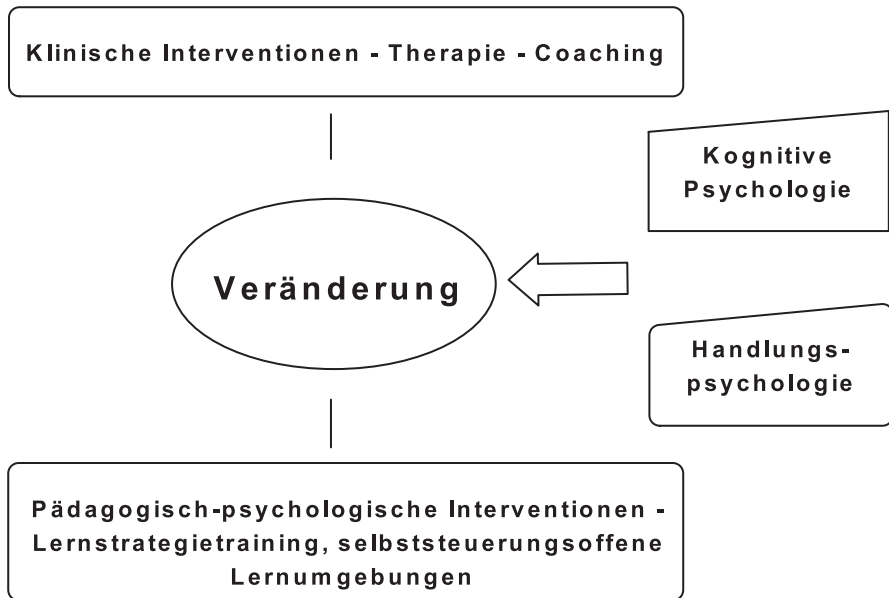 Klinische Interventionen - Therapie - Coaching
Kognitive
Psychologie
Veränderung
Handlungs-
psychologie
Pädagogisch-psychologische Interventionen -
Lernstrategietraining, selbststeuerungsoffene
Lernumgebungen